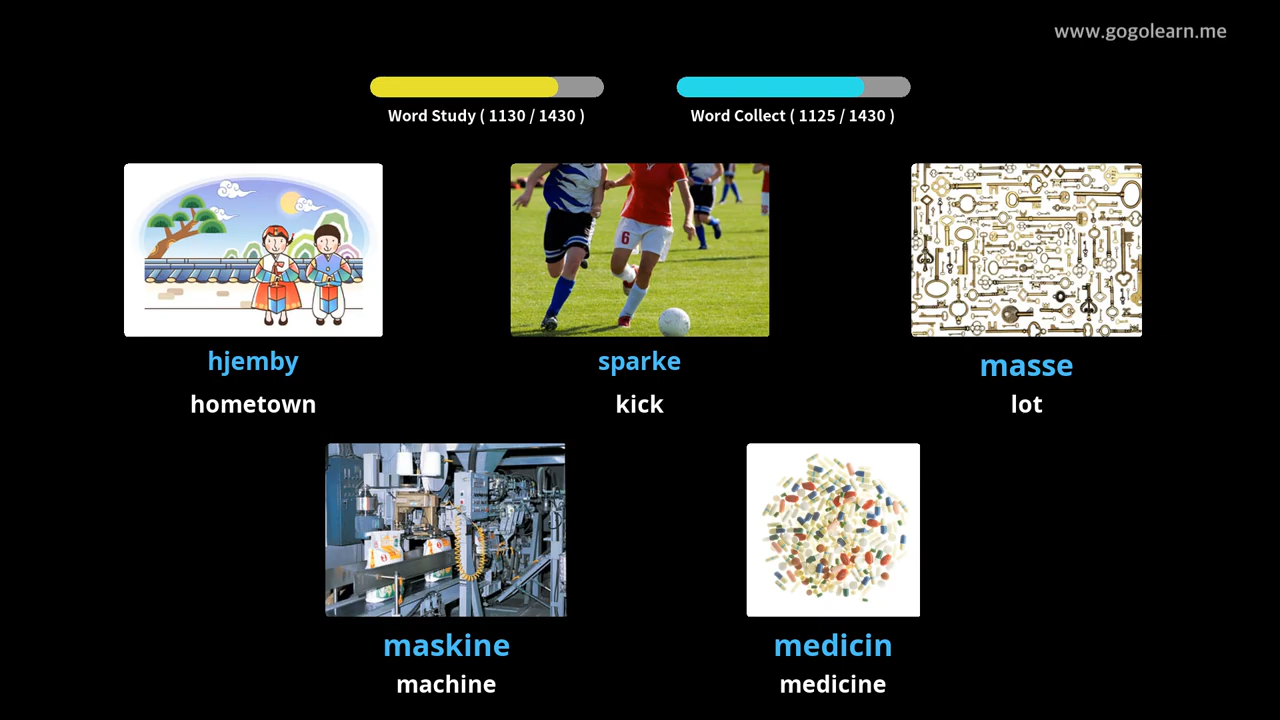 www.gogolearn.me
Word Study ( 1130 / 1430 )
Word Collect ( 1125 / 1430 )
hjemby
sparke
masse
hometown
kick
lot
6
maskine
medicin
machine
medicine